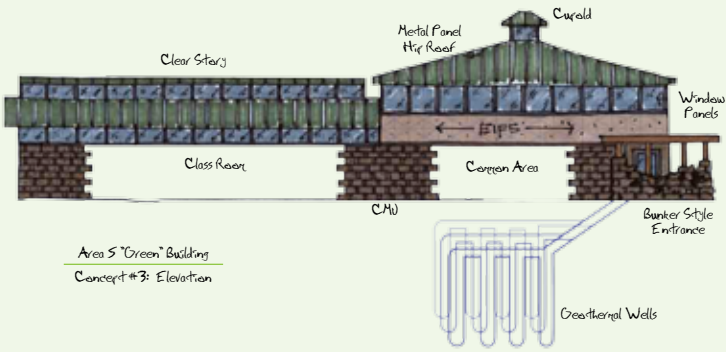 Cupola
Metal Panel
Hip Roof
Clear Story
Window
Panels
EIFS
Class Room
Common Area
CMU
Bunker Style
Entrance
Area 5 "Green" Building
Concept #3: Elevation
Geothermal Wells